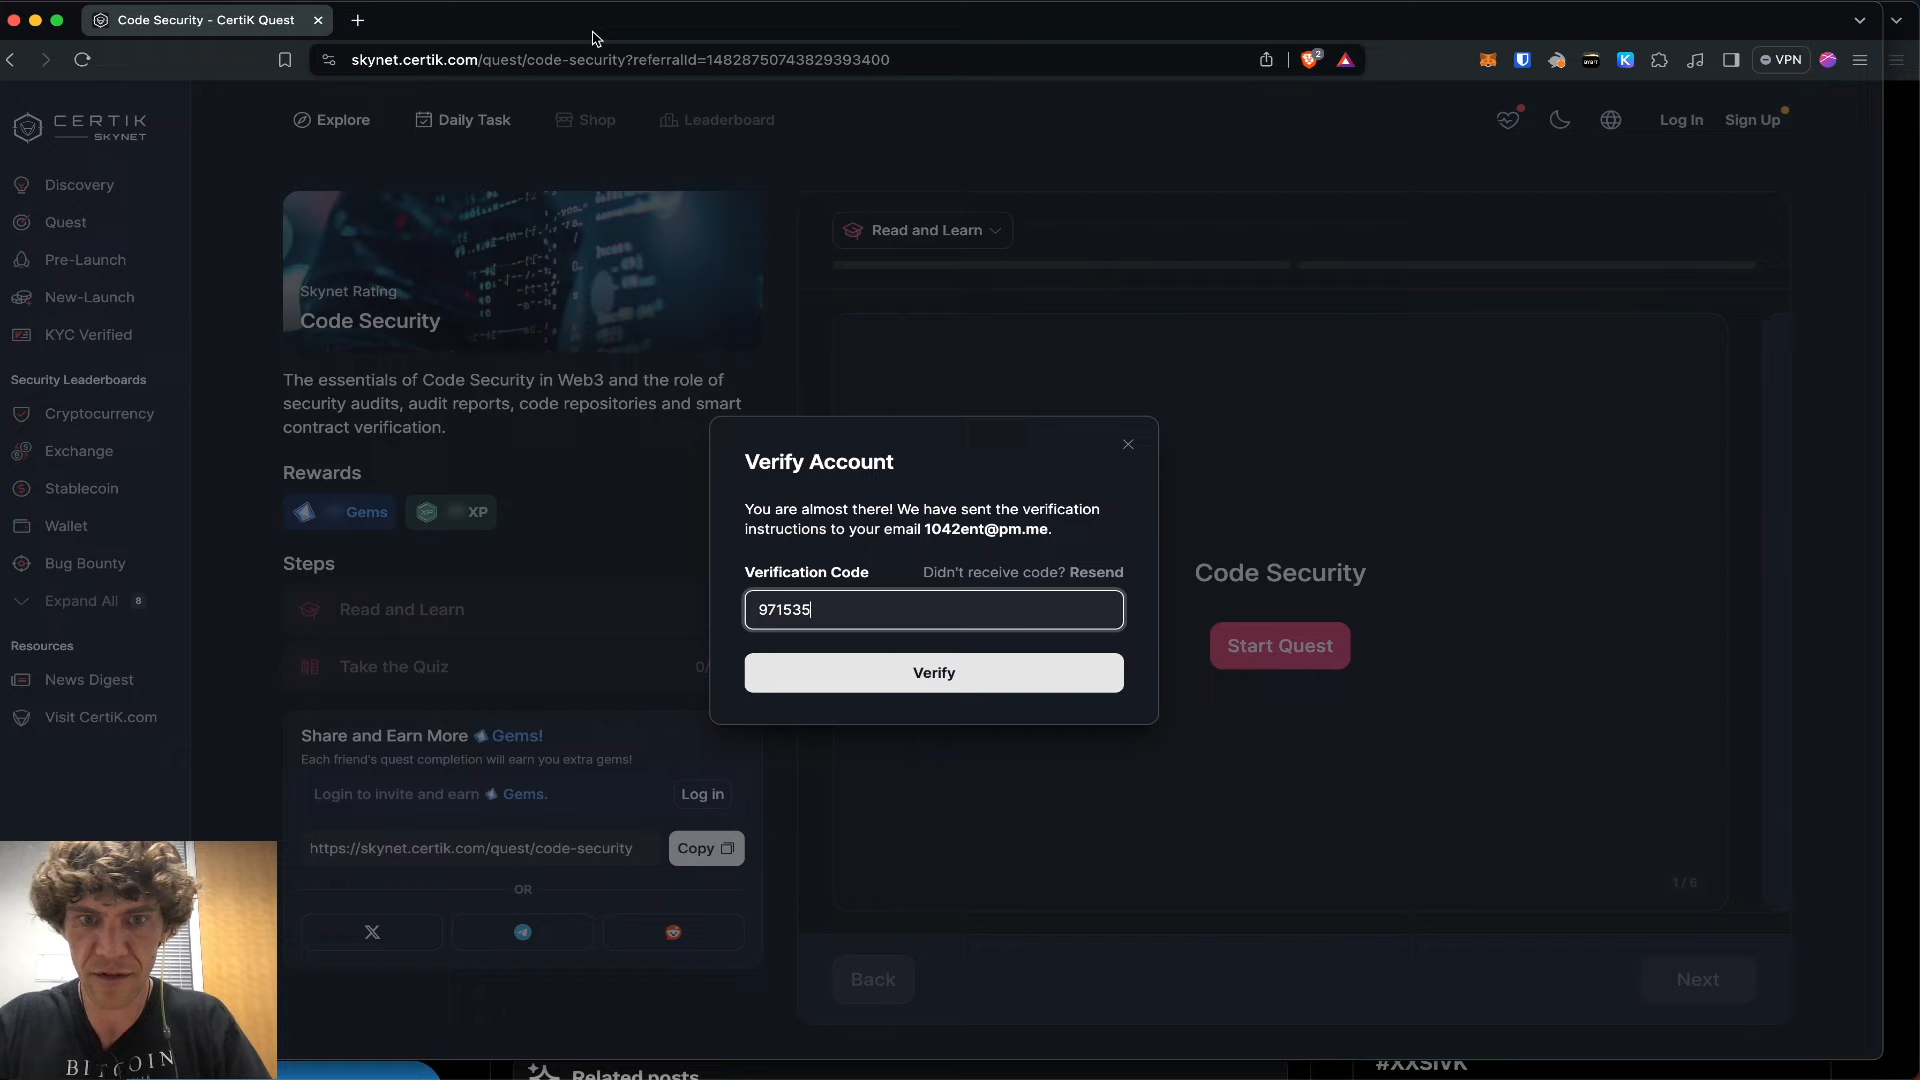 Code Security - CertiK Quest
skynet.certik.com/quest/code-security?referralId=14828750743829393400
2
VPN
CERTIK
SKYNET
Explore
Daily Task
Shop
Leaderboard
Log In
Sign Up
Discovery
Quest
Pre-Launch
New-Launch
KYC Verified
Security Leaderboards
Cryptocurrency
Exchange
Stablecoin
Wallet
Bug Bounty
Expand All 8
Resources
News Digest
Visit CertiK.com
Skynet Rating
Code Security
The essentials of Code Security in Web3 and the role of
security audits, audit reports, code repositories and smart
contract verification.
Rewards
Gems
XP
Steps
Read and Learn
Take the Quiz
0/
Share and Earn More Gems!
Each friend's quest completion will earn you extra gems!
Login to invite and earn Gems.
Log in
https://skynet.certik.com/quest/code-security
Copy
OR
Read and Learn
Code Security
Start Quest
1 / 6
Back
Next
Verify Account
You are almost there! We have sent the verification
instructions to your email 1042ent@pm.me.
Verification Code
Didn't receive code? Resend
971535
Verify
BITCOIN
Related posts